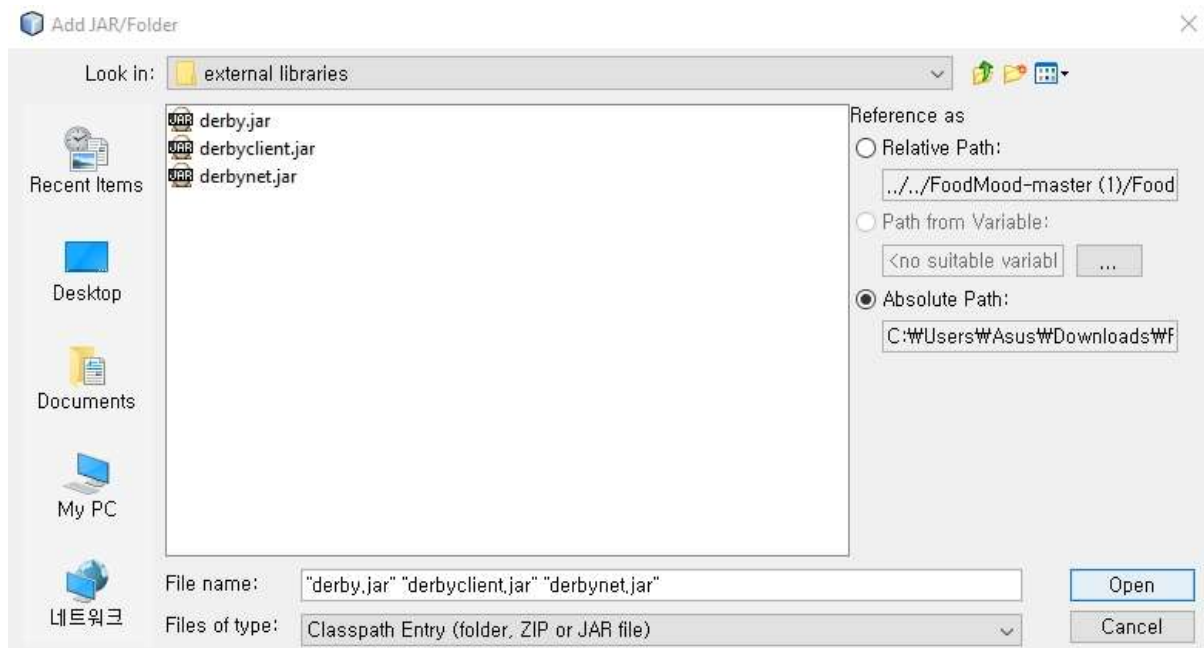 Add JAR/Folder
Look in:
external libraries
Recent Items
Desktop
Documents
My PC
네트워크
JAR derby.jar
JAR derbyclient.jar
JAR derbynet.jar
Reference as
Relative Path:
../../FoodMood-master (1)/Food
Path from Variable:
<no suitable variabl
...
Absolute Path:
C:₩Users₩Asus₩Downloads₩F
File name:
"derby.jar" "derbyclient.jar" "derbynet.jar"
Open
Files of type:
Classpath Entry (folder, ZIP or JAR file)
Cancel